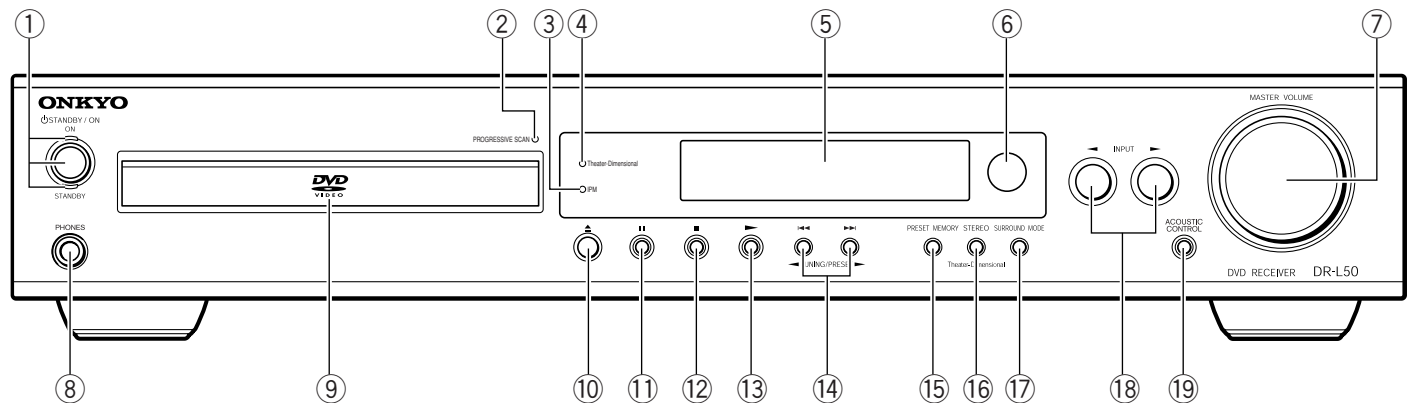 ① ② ③ ④ ⑤ ⑥ ⑦
ONKYO
STANDBY / ON
ON
STANDBY
PHONES
PROGRESSIVE SCAN
DVD
VIDEO
Theater-Dimensional
IPM
PRESET MEMORY STEREO SURROUND MODE
UNING/PRESE
Theater-Dimensional
INPUT
MASTER VOLUME
ACOUSTIC
CONTROL
DVD RECEIVER DR-L50
⑧ ⑨ ⑩ ⑪ ⑫ ⑬ ⑭ ⑮ ⑯ ⑰ ⑱ ⑲